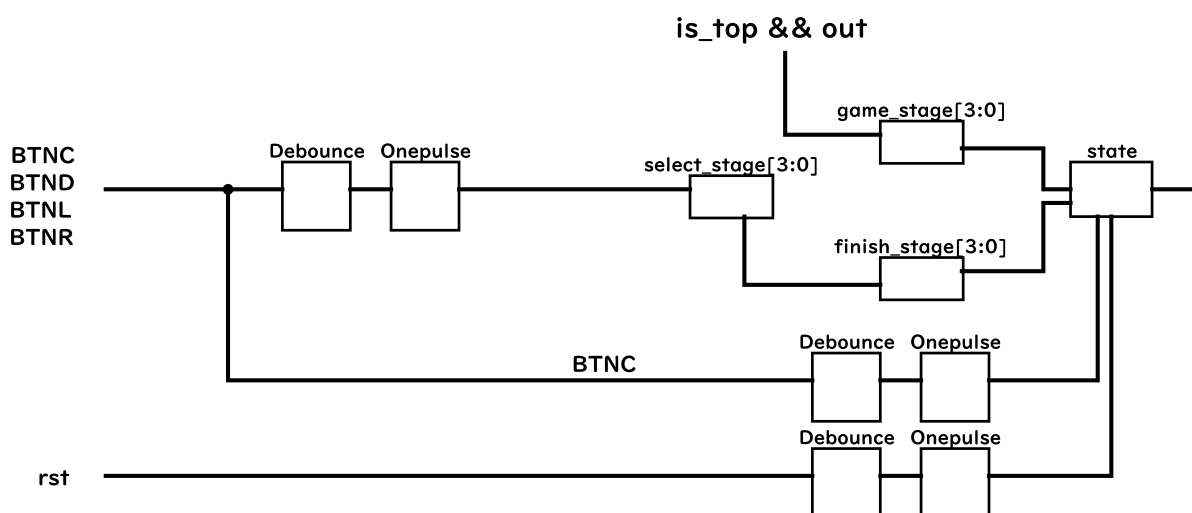 is_top && out
game_stage[3:0]
BTNC
BTND
BTNL
BTNR
Debounce
Onepulse
select_stage[3:0]
state
finish_stage[3:0]
BTNC
Debounce
Onepulse
Debounce
Onepulse
rst